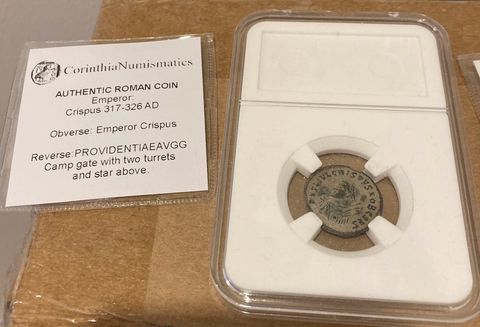 CorinthiaNumismatics
AUTHENTIC ROMAN COIN
Emperor:
Crispus 317-326 AD
Obverse: Emperor Crispus
Reverse:PROVIDENTIAEAVGG
Camp gate with two turrets
and star above.